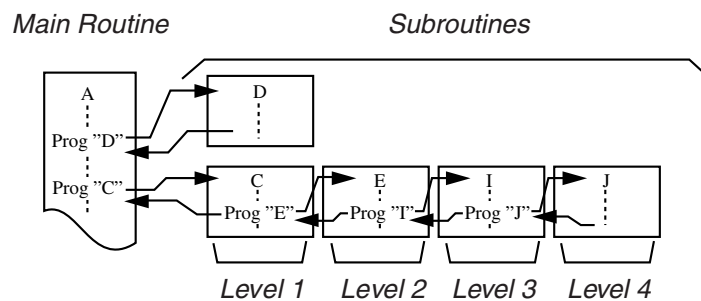 Main Routine
Subroutines
A
Prog ”D”
Prog ”C”
D
C
Prog ”E”
E
Prog ”I”
I
Prog ”J”
J
Level 1
Level 2
Level 3
Level 4